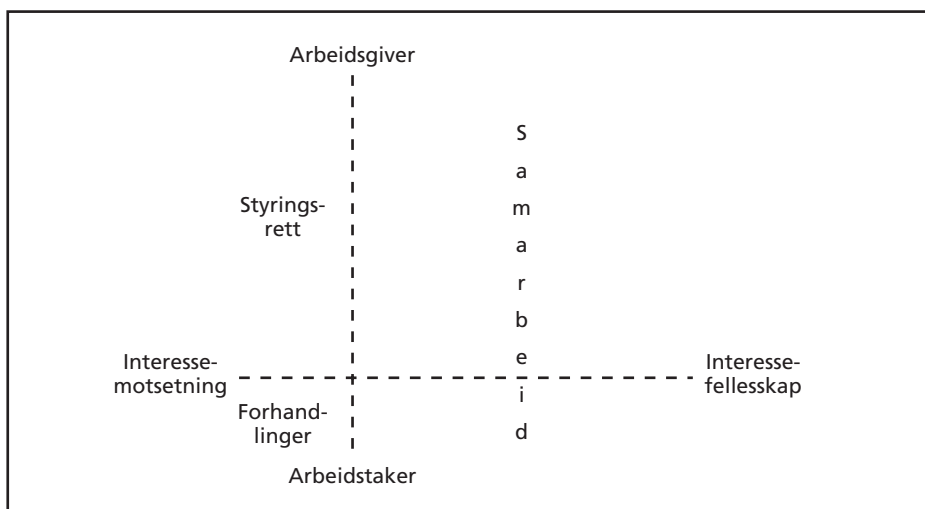 Arbeidsgiver
Styrings-
rett
S
a
m
a
r
b
e
i
d
Interesse-
motsetning
Interesse-
fellesskap
Forhand-
linger
Arbeidstaker